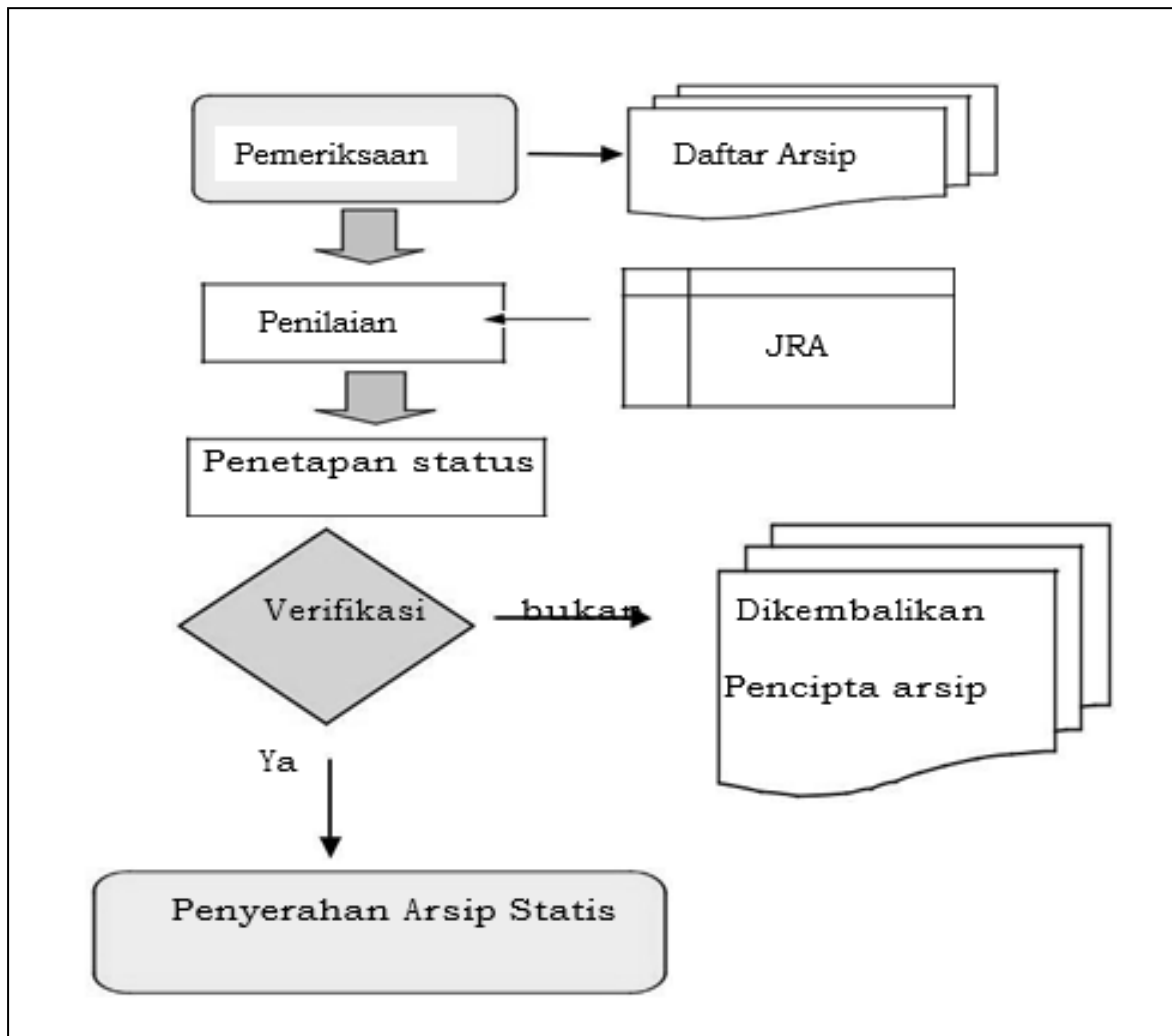 Pemeriksaan
Daftar Arsip
Penilaian
JRA
Penetapan status
Verifikasi
bukan
Dikembalikan
Pencipta arsip
Ya
Penyerahan Arsip Statis